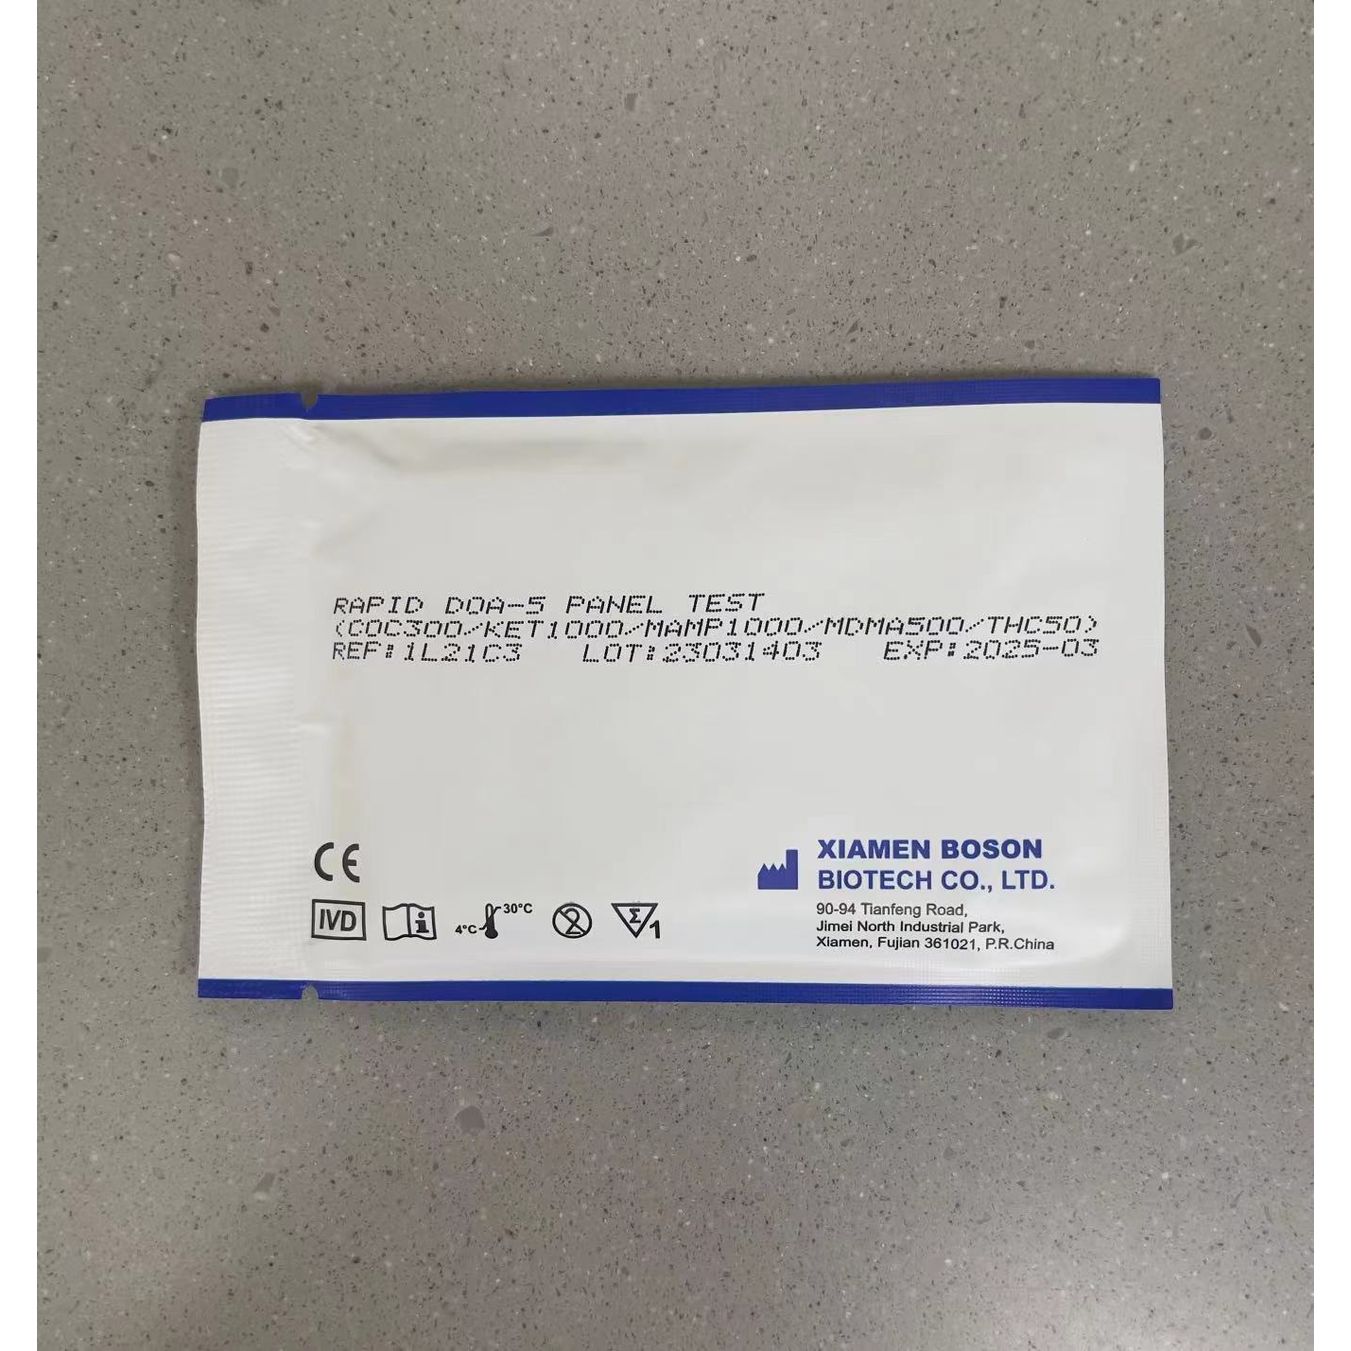 RAPID DOA-5 PANEL TEST
(COC300/KET1000/MAMP1000/MDMA500/THC50)
REF:1L21C3 LOT:23031403 EXP:2025-03
CE
IVD
i
4°C 30°C
2
Σ 1
XIAMEN BOSON
BIOTECH CO., LTD.
90-94 Tianfeng Road,
Jimei North Industrial Park,
Xiamen, Fujian 361021, P.R.China